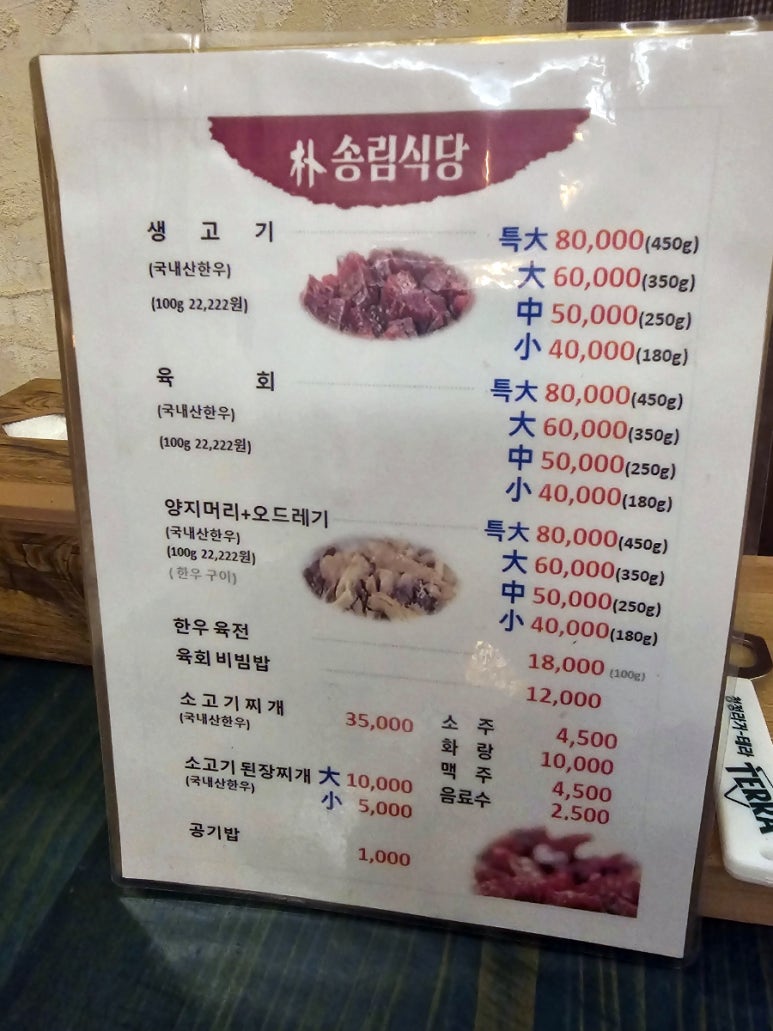 朴 송림식당
생 고 기 특大 80,000(450g)
(국내산한우) 大 60,000(350g)
(100g 22,222원) 中 50,000(250g)
小 40,000(180g)
육 회 특大 80,000(450g)
(국내산한우) 大 60,000(350g)
(100g 22,222원) 中 50,000(250g)
小 40,000(180g)
양지머리+오드레기 특大 80,000(450g)
(국내산한우) 大 60,000(350g)
(100g 22,222원) 中 50,000(250g)
(한우 구이) 小 40,000(180g)
한우 육전 18,000 (100g)
육회 비빔밥 12,000
소고기찌개 35,000
(국내산한우)
소고기 된장찌개 大 10,000
(국내산한우) 小 5,000
공기밥 1,000
소 주 4,500
화 랑 10,000
맥 주 4,500
음료수 2,500
청정라거-테라
TERRA